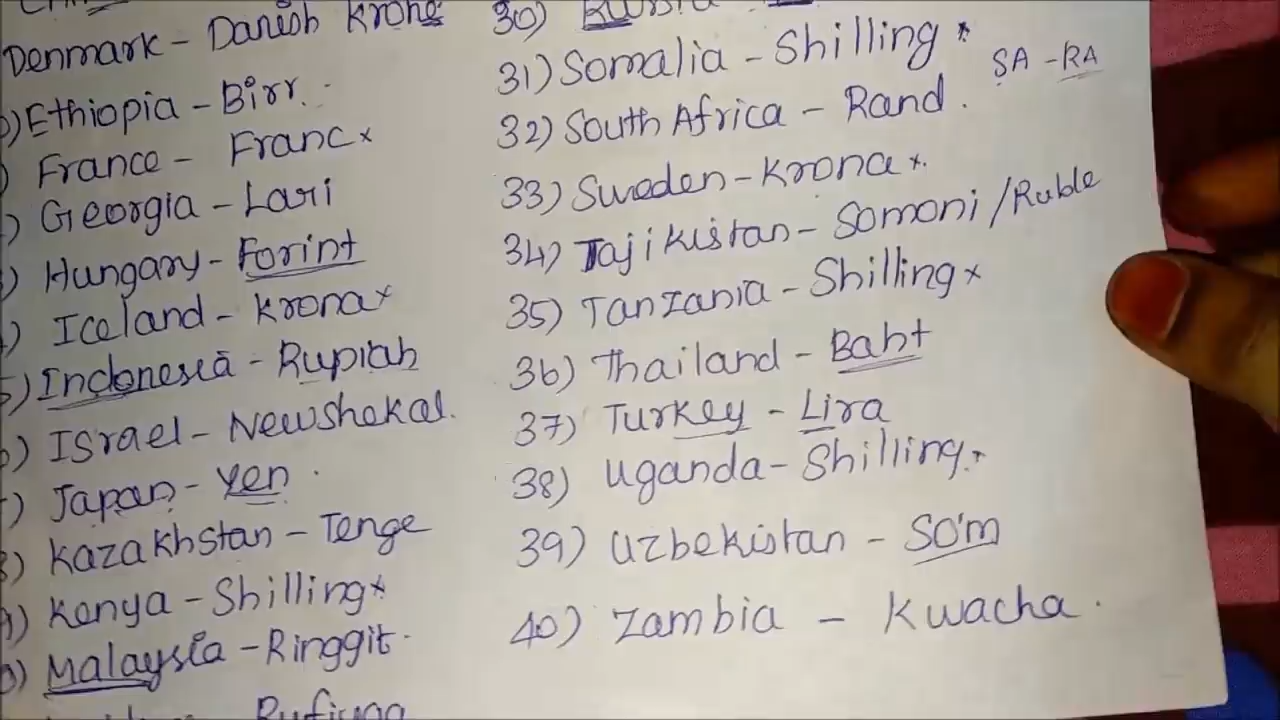 Denmark - Danish Krone
)Ethiopia - Birr.
) France - Franc x
) Georgia - Lari
) Hungary - Forint
) Iceland - Krona x
) Indonesia - Rupiah
) Israel - Newshekal.
) Japan - Yen.
) Kazakhstan - Tenge
) Kenya - Shilling x
) Malaysia - Ringgit.
Rufiyaa
30) Russia
31) Somalia - Shilling *
SA - RA
32) South Africa - Rand.
33) Sweden - Krona x.
34) Tajikistan - Somoni / Ruble
35) Tanzania - Shilling x
36) Thailand - Baht
37) Turkey - Lira
38) Uganda - Shilling x
39) Uzbekistan - So'm
40) Zambia - Kwacha.